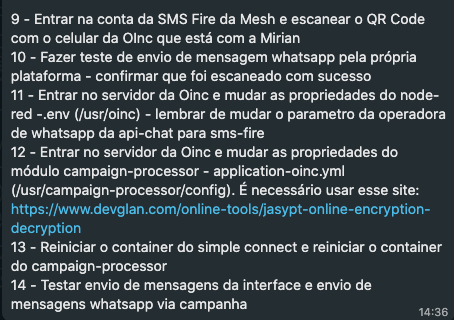 9 - Entrar na conta da SMS Fire da Mesh e escanear o QR Code
com o celular da OInc que está com a Mirian
10 - Fazer teste de envio de mensagem whatsapp pela própria
plataforma - confirmar que foi escaneado com sucesso
11 - Entrar no servidor da Oinc e mudar as propriedades do node-
red -.env (/usr/oinc) - lembrar de mudar o parametro da operadora
de whatsapp da api-chat para sms-fire
12 - Entrar no servidor da Oinc e mudar as propriedades do
módulo campaign-processor - application-oinc.yml
(/usr/campaign-processor/config). É necessário usar esse site:
https://www.devglan.com/online-tools/jasypt-online-encryption-
decryption
13 - Reiniciar o container do simple connect e reiniciar o container
do campaign-processor
14 - Testar envio de mensagens da interface e envio de
mensagens whatsapp via campanha
14:36